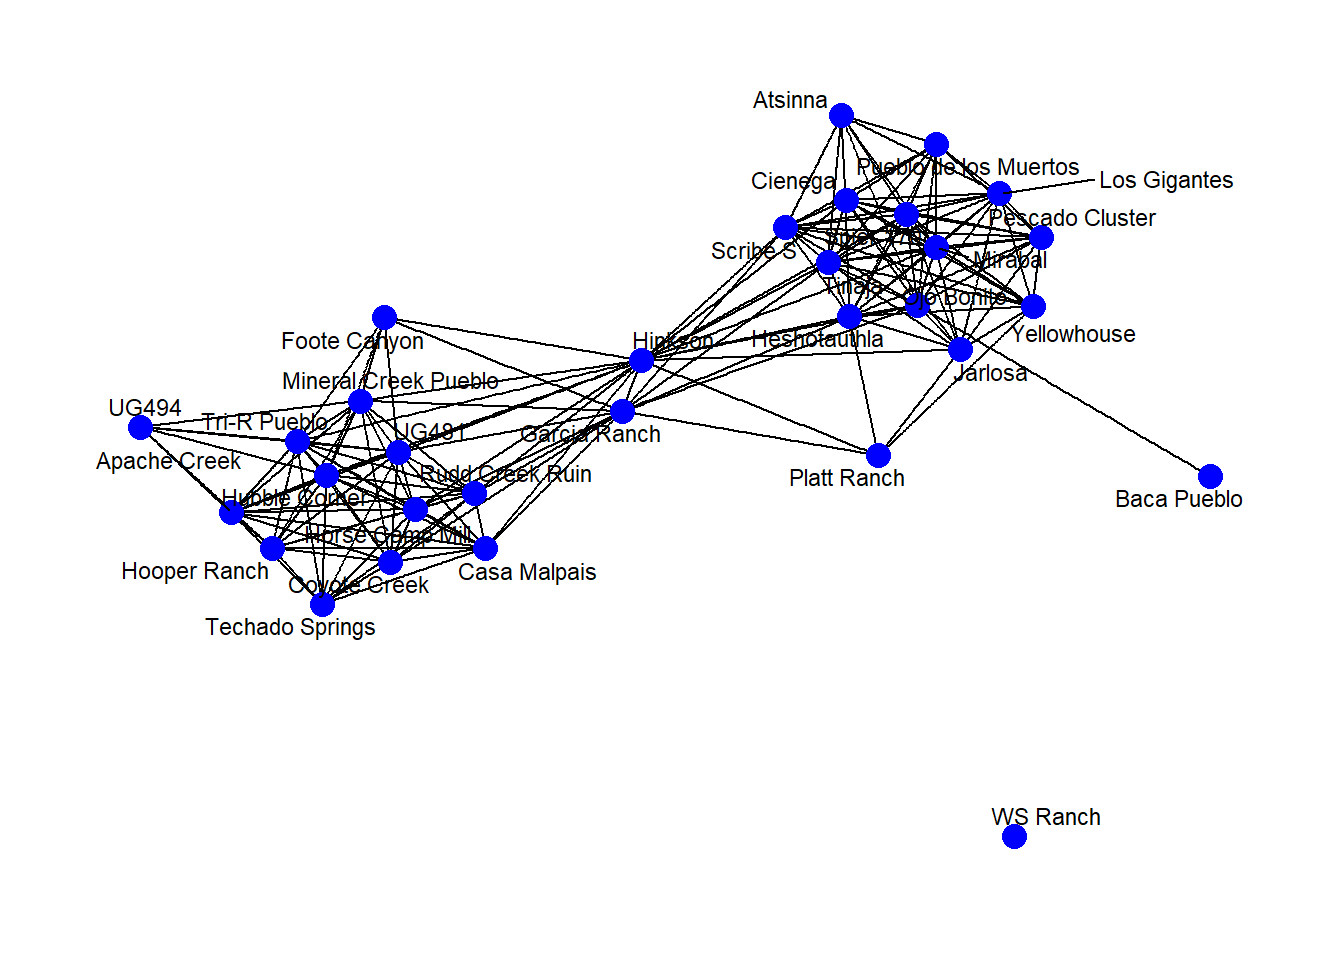 Atsinna
Pueblo de los Muertos
Cienega
Los Gigantes
Pescado Cluster
Scribe S
Mirabal
Tinaja
Ojo Bonito
Yellowhouse
Heshotauthla
Hinkson
Foote Canyon
Jarlosa
Mineral Creek Pueblo
UG494
Tri-R Pueblo
UG481
Garcia Ranch
Apache Creek
Rudd Creek Ruin
Platt Ranch
Hubble Corner
Baca Pueblo
Horse Camp Mill
Hooper Ranch
Casa Malpais
Coyote Creek
Techado Springs
WS Ranch